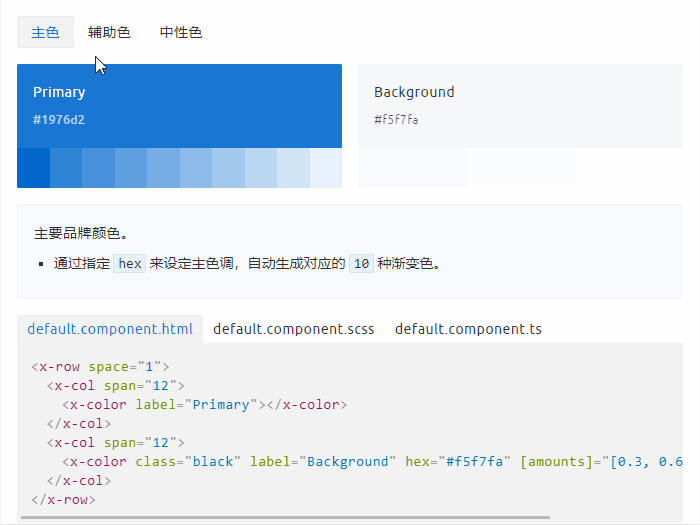 主色 辅助色 中性色
Primary
#1976d2
Background
#f5f7fa
主要品牌颜色。
通过指定 hex 来设定主色调，自动生成对应的 10 种渐变色。
default.component.html default.component.scss default.component.ts
<x-row space="1">
<x-col span="12">
<x-color label="Primary"></x-color>
</x-col>
<x-col span="12">
<x-color class="black" label="Background" hex="#f5f7fa" [amounts]="[0.3, 0.6
</x-col>
</x-row>